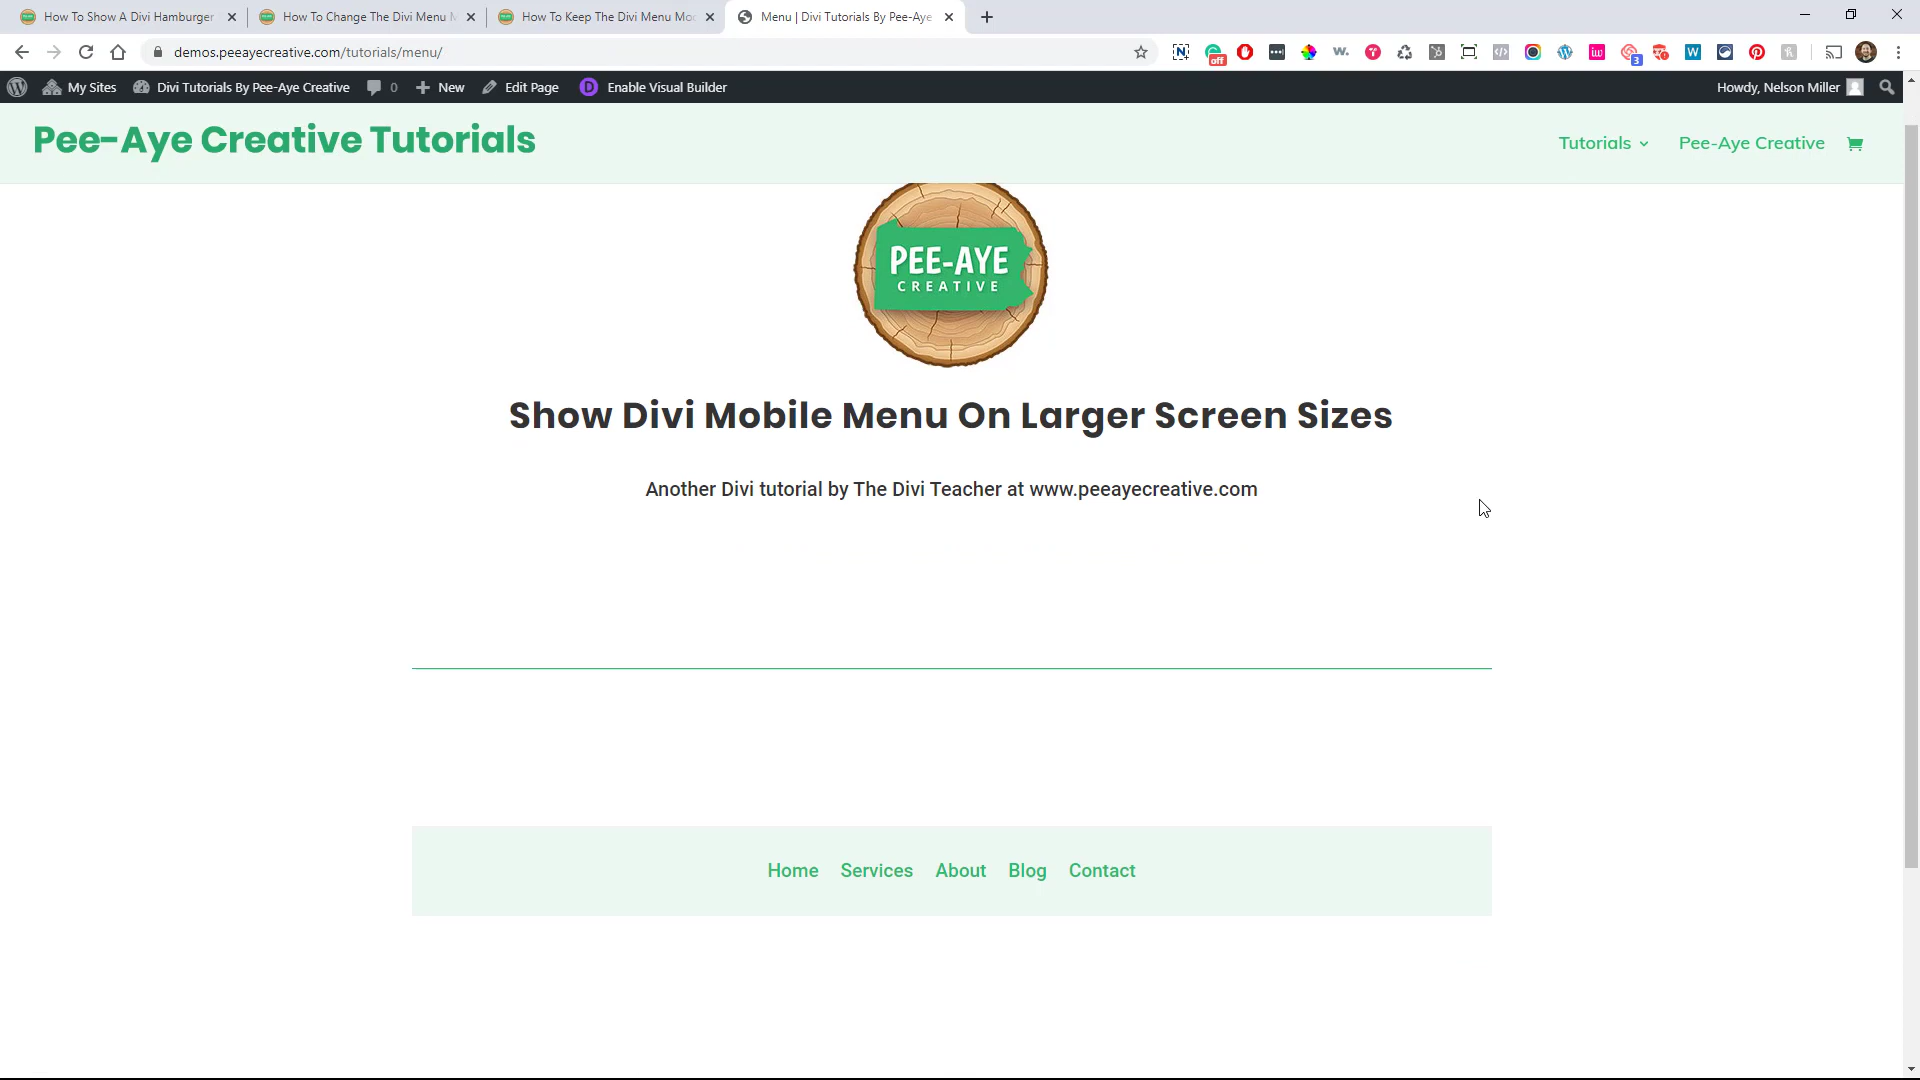 How To Show A Divi Hamburger
How To Change The Divi Menu M
How To Keep The Divi Menu Moc
Menu | Divi Tutorials By Pee-Aye
demos.peeayecreative.com/tutorials/menu/
off
3
My Sites
Divi Tutorials By Pee-Aye Creative
0
New
Edit Page
D
Enable Visual Builder
Howdy, Nelson Miller
Pee-Aye Creative Tutorials
Tutorials
Pee-Aye Creative
PEE-AYE
CREATIVE
Show Divi Mobile Menu On Larger Screen Sizes
Another Divi tutorial by The Divi Teacher at www.peeayecreative.com
Home Services About Blog Contact